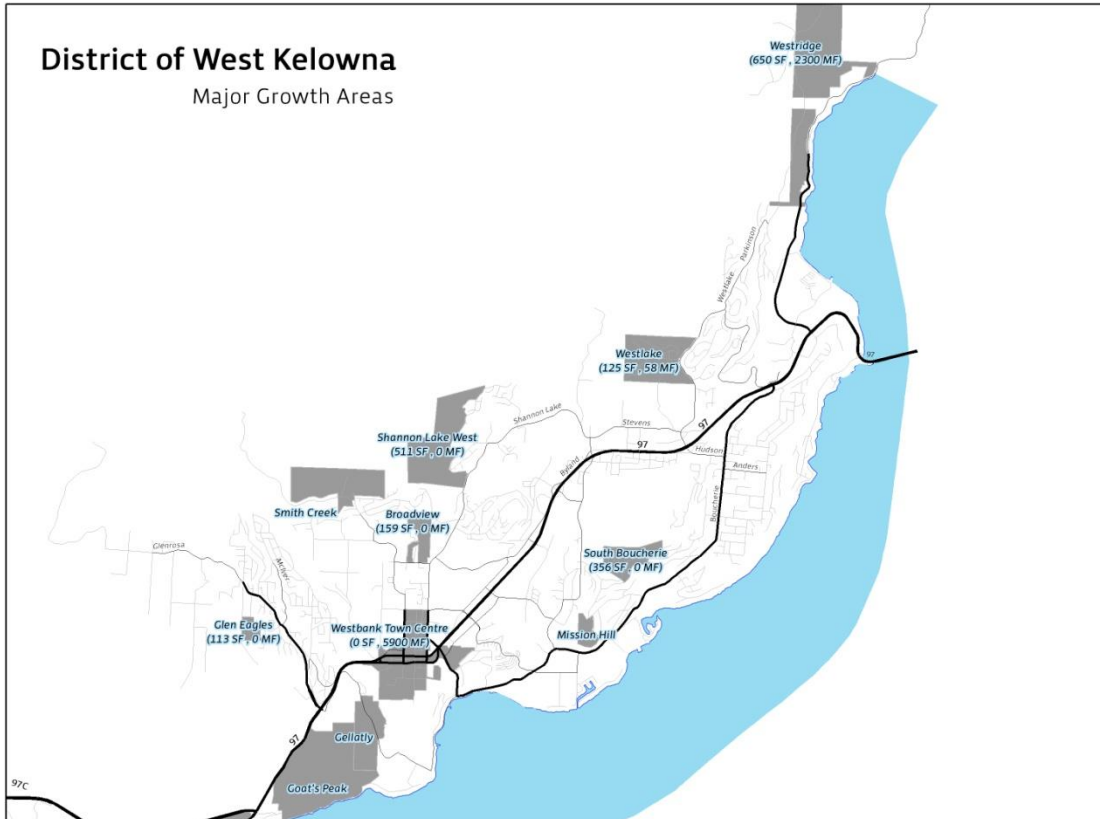 District of West Kelowna
Major Growth Areas
Westridge
(650 SF , 2300 MF)
Parkinson
Westlake
Westlake
(125 SF , 58 MF)
97
Shannon Lake
Stevens
97
97
Shannon Lake West
(511 SF , 0 MF)
Hudson
Byland
Anders
Boucherie
Smith Creek
Broadview
(159 SF , 0 MF)
Glenrosa
McIver
South Boucherie
(356 SF , 0 MF)
Glen Eagles
(113 SF , 0 MF)
Westbank Town Centre
(0 SF , 5900 MF)
Mission Hill
97
Gellatly
97C
Goat's Peak